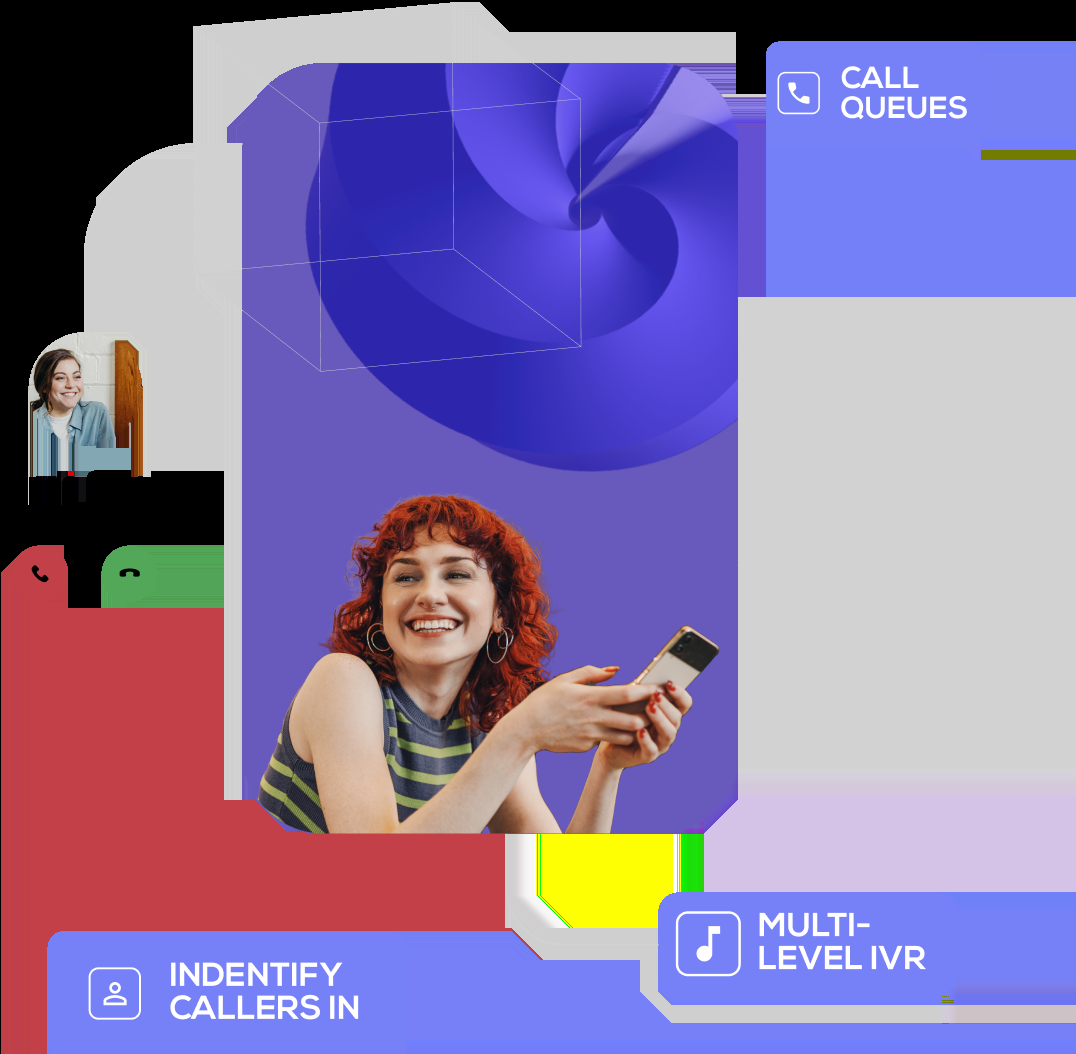 CALL
QUEUES
MULTI-
LEVEL IVR
INDENTIFY
CALLERS IN